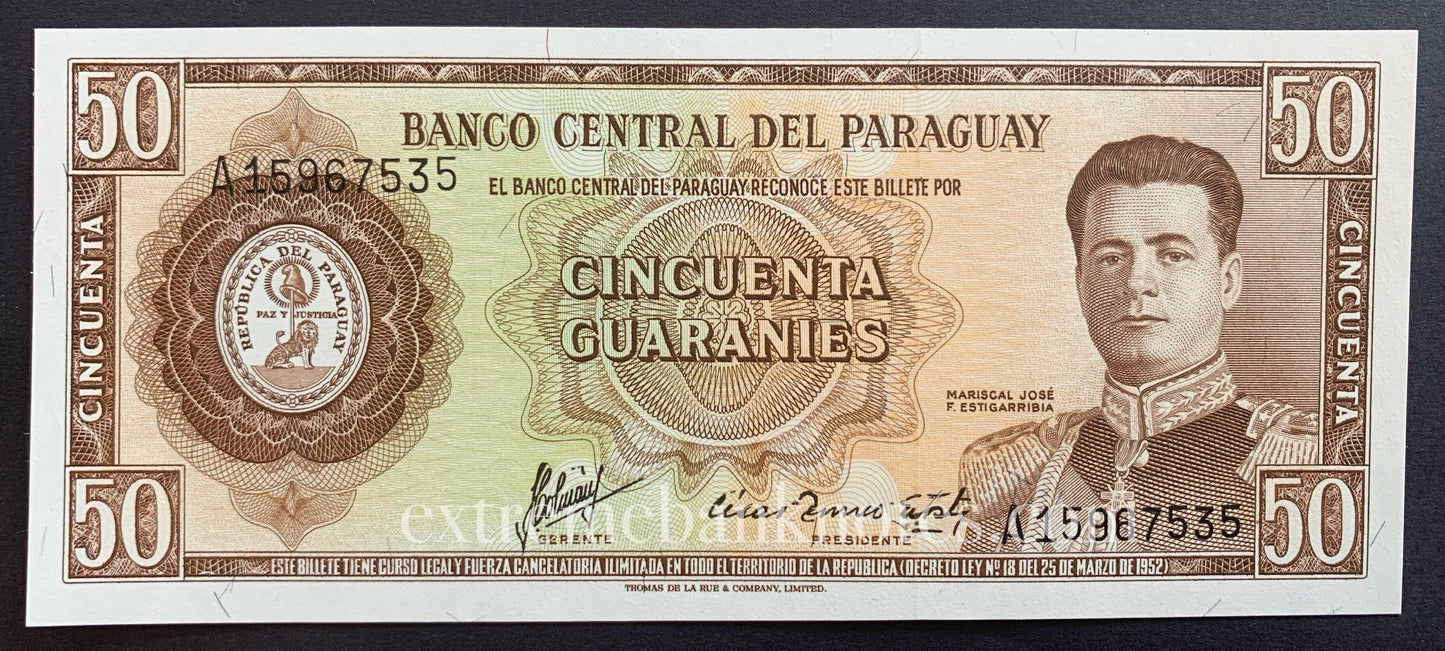 50
50
BANCO CENTRAL DEL PARAGUAY
A15967535
EL BANCO CENTRAL DEL PARAGUAY RECONOCE ESTE BILLETE POR
CINCUENTA
CINCUENTA
REPÚBLICA DEL PARAGUAY
PAZ Y JUSTICIA
CINCUENTA
GUARANIES
MARISCAL JOSÉ
F. ESTIGARRIBIA
A15967535
GERENTE
PRESIDENTE
50
50
ESTE BILLETE TIENE CURSO LEGAL Y FUERZA CANCELATORIA ILIMITADA EN TODO EL TERRITORIO DE LA REPUBLICA (DECRETO LEY Nº 18 DEL 25 DE MARZO DE 1952)
THOMAS DE LA RUE & COMPANY, LIMITED.